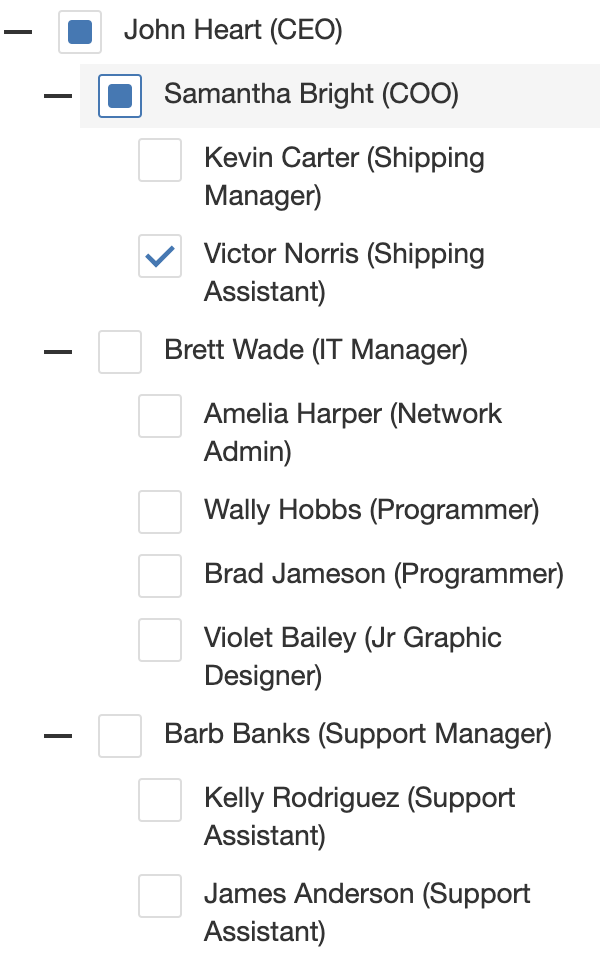 John Heart (CEO)
Samantha Bright (COO)
Kevin Carter (Shipping
Manager)
Victor Norris (Shipping
Assistant)
Brett Wade (IT Manager)
Amelia Harper (Network
Admin)
Wally Hobbs (Programmer)
Brad Jameson (Programmer)
Violet Bailey (Jr Graphic
Designer)
Barb Banks (Support Manager)
Kelly Rodriguez (Support
Assistant)
James Anderson (Support
Assistant)